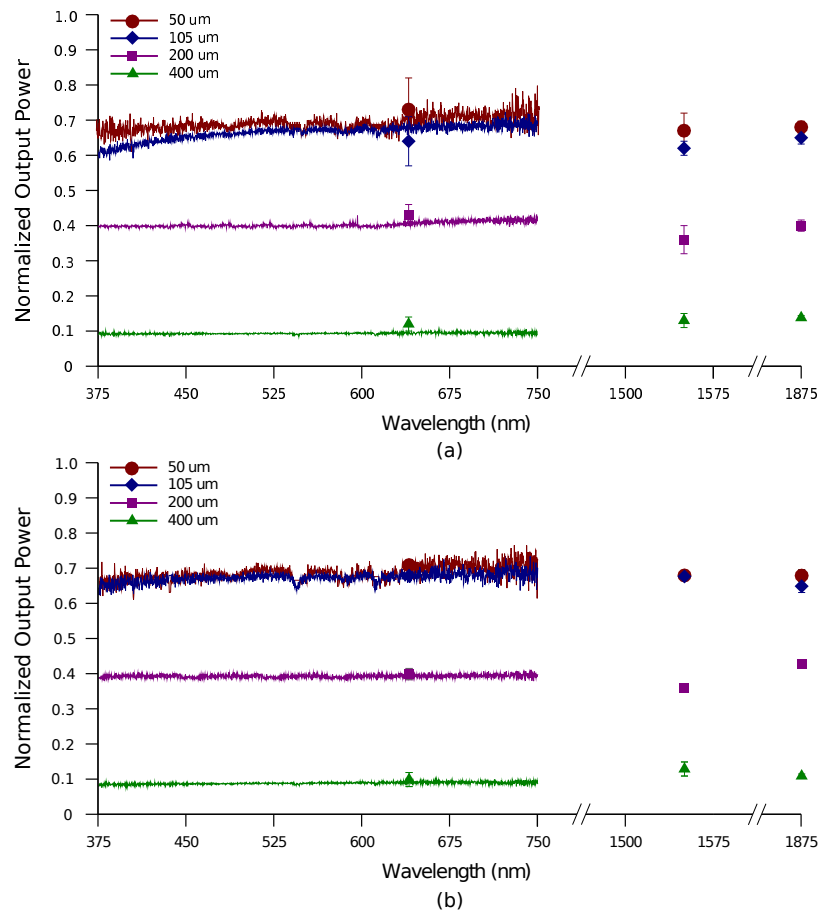 1.0
0.9
0.8
0.7
0.6
0.5
0.4
0.3
0.2
0.1
0
Normalized Output Power
50 um
105 um
200 um
400 um
375 450 525 600 675 750 1500 1575 1875
Wavelength (nm)
(a)
1.0
0.9
0.8
0.7
0.6
0.5
0.4
0.3
0.2
0.1
0
Normalized Output Power
50 um
105 um
200 um
400 um
375 450 525 600 675 750 1500 1575 1875
Wavelength (nm)
(b)